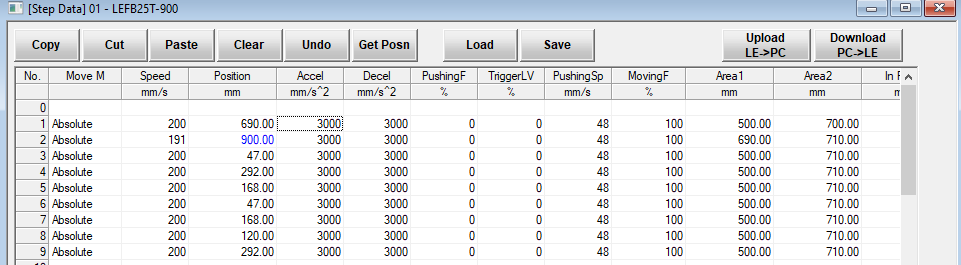 [Step Data] 01 - LEFB25T-900
Copy Cut Paste Clear Undo Get Posn Load Save Upload LE->PC Download PC->LE
No. Move M Speed Position Accel Decel PushingF TriggerLV PushingSp MovingF Area1 Area2 In P
mm/s mm mm/s^2 mm/s^2 % % mm/s % mm mm m
0
1 Absolute 200 690.00 3000 3000 0 0 48 100 500.00 700.00
2 Absolute 191 900.00 3000 3000 0 0 48 100 690.00 710.00
3 Absolute 200 47.00 3000 3000 0 0 48 100 500.00 710.00
4 Absolute 200 292.00 3000 3000 0 0 48 100 500.00 710.00
5 Absolute 200 168.00 3000 3000 0 0 48 100 500.00 710.00
6 Absolute 200 47.00 3000 3000 0 0 48 100 500.00 710.00
7 Absolute 200 168.00 3000 3000 0 0 48 100 500.00 710.00
8 Absolute 200 120.00 3000 3000 0 0 48 100 500.00 710.00
9 Absolute 200 292.00 3000 3000 0 0 48 100 500.00 710.00